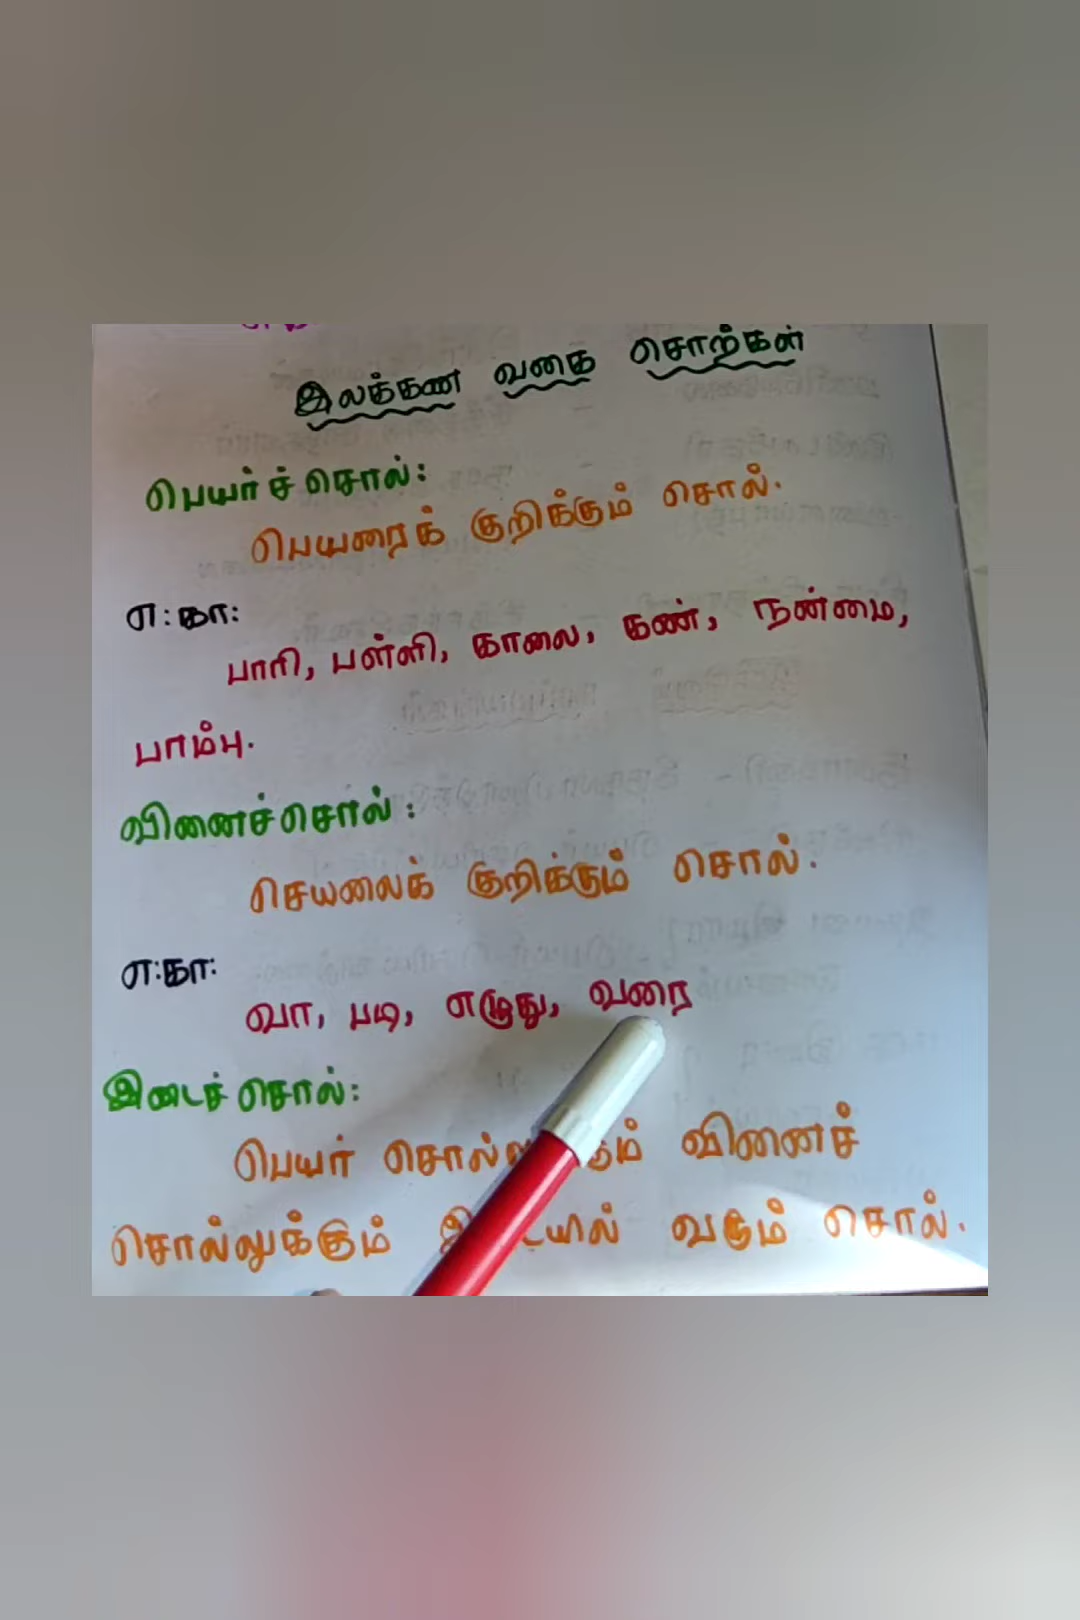 இலக்கண வகை சொற்கள்
பெயர்ச் சொல்:
பெயரைக் குறிக்கும் சொல்.
எ:கா:
பாரி, பள்ளி, காலை, கண், நன்மை,
பாம்பு.
வினைச்சொல்:
செயலைக் குறிக்கும் சொல்.
எ:கா:
வா, படி, எழுது, வரை
இடைச் சொல்:
பெயர் வினைச்
சொல்லுக்கும் வரும் சொல்.